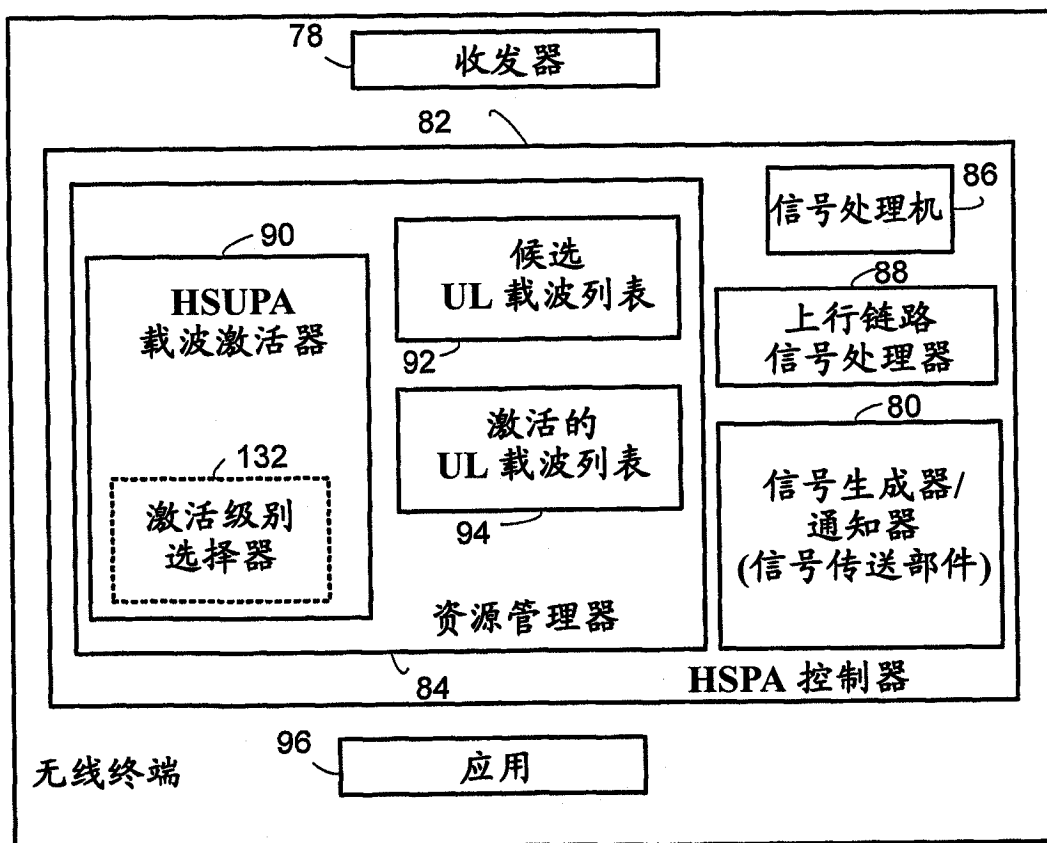 78
收发器
82
86
信号处理机
90
HSUPA
载波激活器
候选
UL 载波列表
92
88
上行链路
信号处理器
激活的
UL 载波列表
94
80
信号生成器/
通知器
(信号传送部件)
132
激活级别
选择器
资源管理器
84
HSPA 控制器
96
应用
无线终端